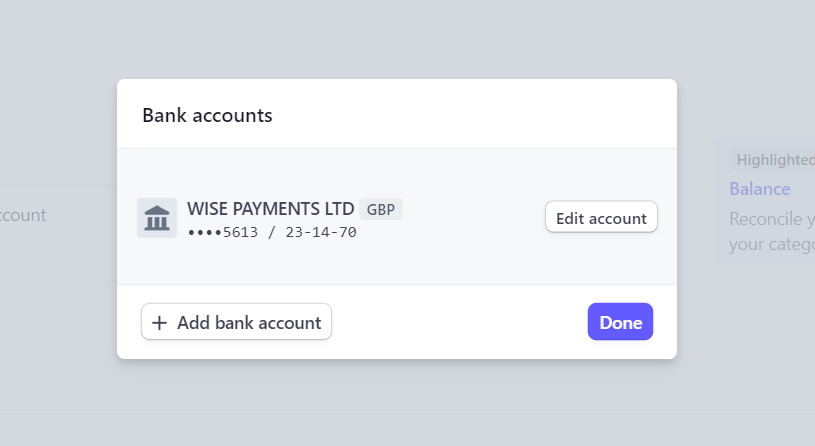 Bank accounts
WISE PAYMENTS LTD GBP
••••5613 / 23-14-70
Edit account
+ Add bank account
Done
ccount
Highlighted
Balance
Reconcile y
your catego